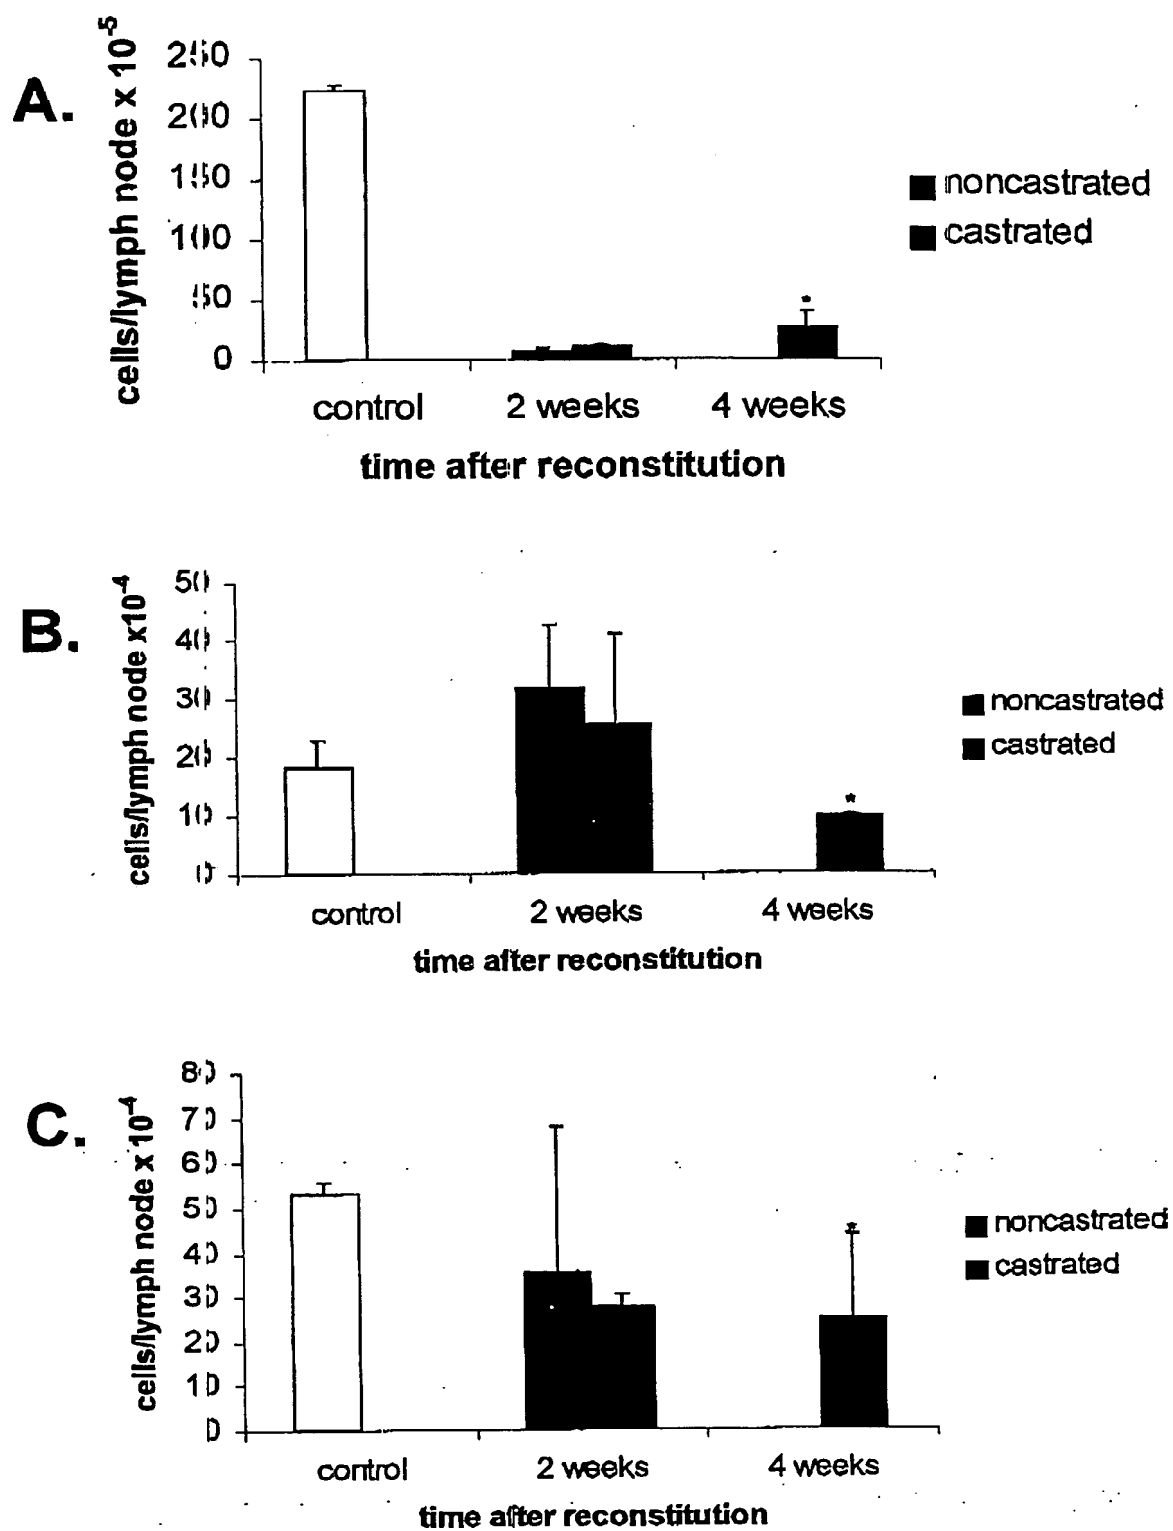 A.
cells/lymph node x 10-5
250
200
150
100
50
0
*
noncastrated
castrated
control 2 weeks 4 weeks
time after reconstitution
B.
cells/lymph node x10-4
50
40
30
20
10
0
*
noncastrated
castrated
control 2 weeks 4 weeks
time after reconstitution
C.
cells/lymph node x 10-4
80
70
60
50
40
30
20
10
0
*
noncastrated
castrated
control 2 weeks 4 weeks
time after reconstitution